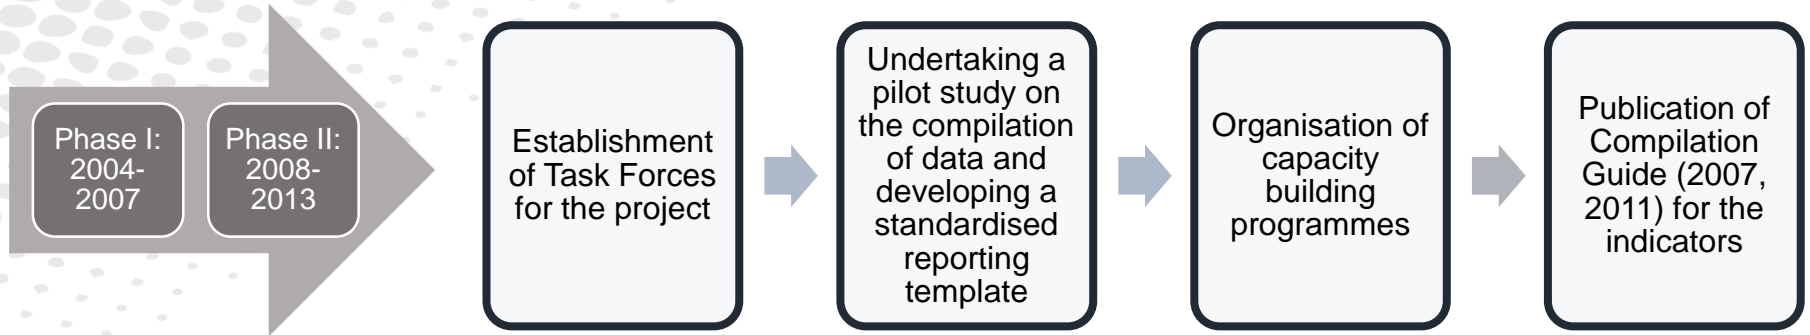 Phase I:
2004-
2007
Phase II:
2008-
2013
Establishment
of Task Forces
for the project
Undertaking a
pilot study on
the compilation
of data and
developing a
standardised
reporting
template
Organisation of
capacity
building
programmes
Publication of
Compilation
Guide (2007,
2011) for the
indicators